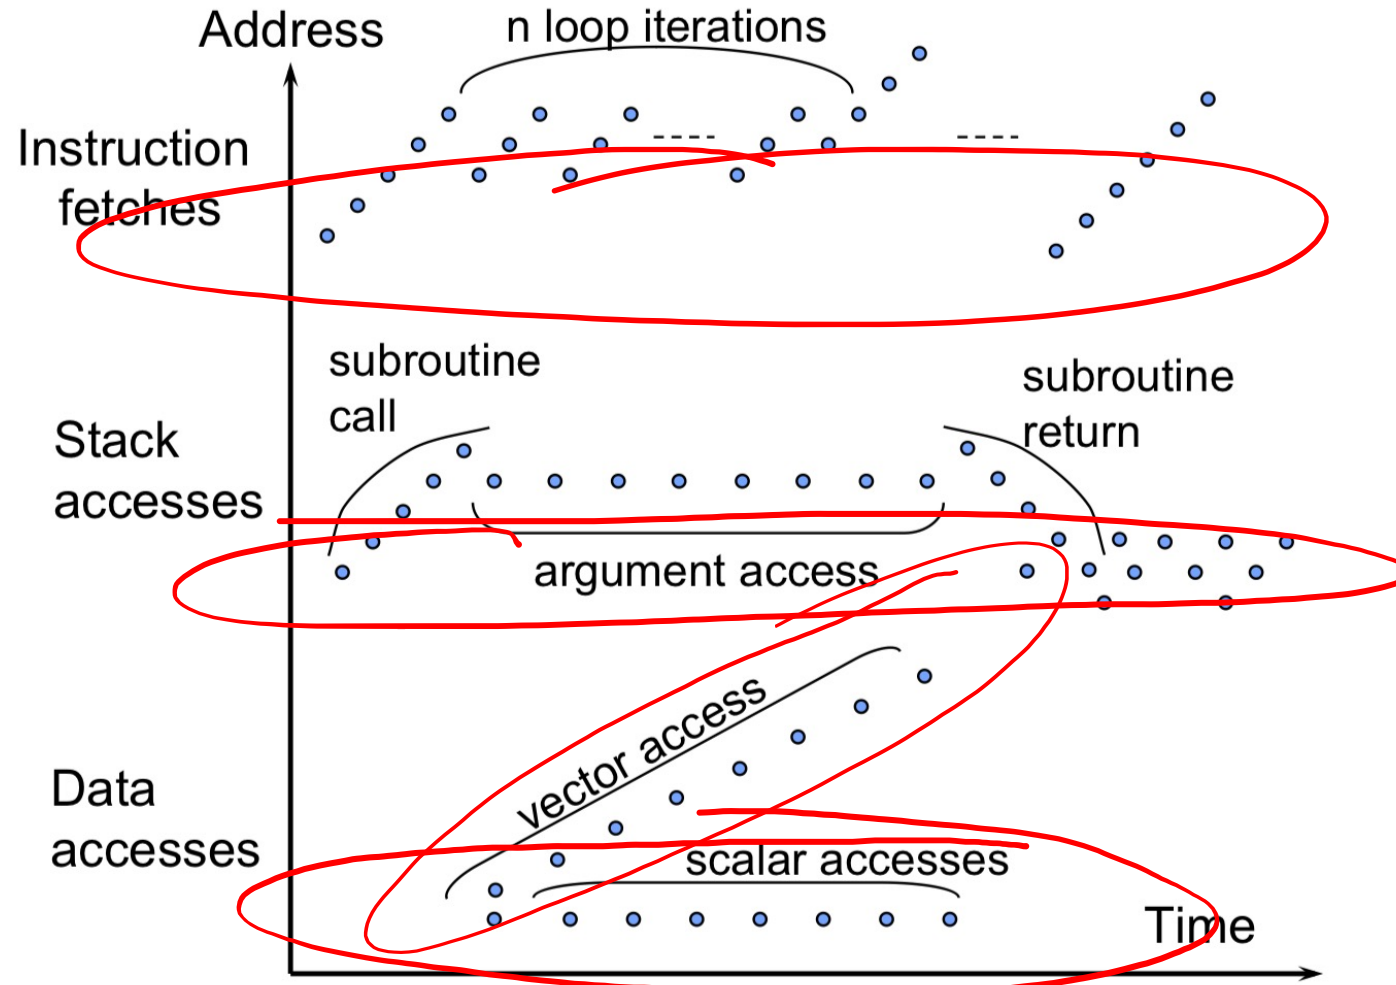 Address
n loop iterations
Instruction
fetches
subroutine
call
subroutine
return
Stack
accesses
argument access
vector access
Data
accesses
scalar accesses
Time